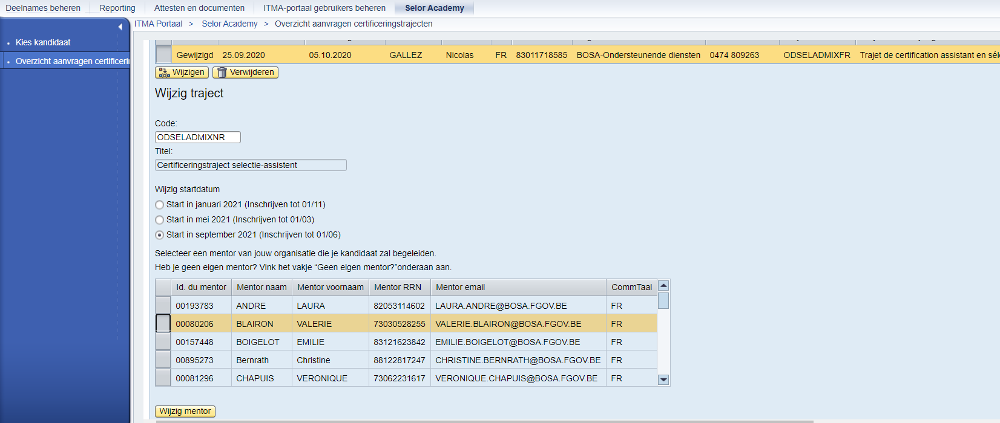 Deelnames beheren Reporting Attesten en documenten ITMA-portaal gebruikers beheren Selor Academy
ITMA Portaal > Selor Academy > Overzicht aanvragen certificeringstrajecten
Kies kandidaat
Overzicht aanvragen certificerin
Gewijzigd 25.09.2020 05.10.2020 GALLEZ Nicolas FR 83011718585 BOSA-Ondersteunende diensten 0474 809263 ODSELADMIXFR Trajet de certification assistant en sél
Wijzigen Verwijderen
Wijzig traject
Code:
ODSELADMIXNR
Titel:
Certificeringstraject selectie-assistent
Wijzig startdatum
Start in januari 2021 (Inschrijven tot 01/11)
Start in mei 2021 (Inschrijven tot 01/03)
Start in september 2021 (Inschrijven tot 01/06)
Selecteer een mentor van jouw organisatie die je kandidaat zal begeleiden.
Heb je geen eigen mentor? Vink het vakje “Geen eigen mentor?”onderaan aan.
Id. du mentor Mentor naam Mentor voornaam Mentor RRN Mentor email CommTaal
00193783 ANDRE LAURA 82053114602 LAURA.ANDRE@BOSA.FGOV.BE FR
00080206 BLAIRON VALERIE 73030528255 VALERIE.BLAIRON@BOSA.FGOV.BE FR
00157448 BOIGELOT EMILIE 83121623842 EMILIE.BOIGELOT@BOSA.FGOV.BE FR
00895273 Bernrath Christine 88122817247 CHRISTINE.BERNRATH@BOSA.FGOV.BE FR
00081296 CHAPUIS VERONIQUE 73062231617 VERONIQUE.CHAPUIS@BOSA.FGOV.BE FR
Wijzig mentor